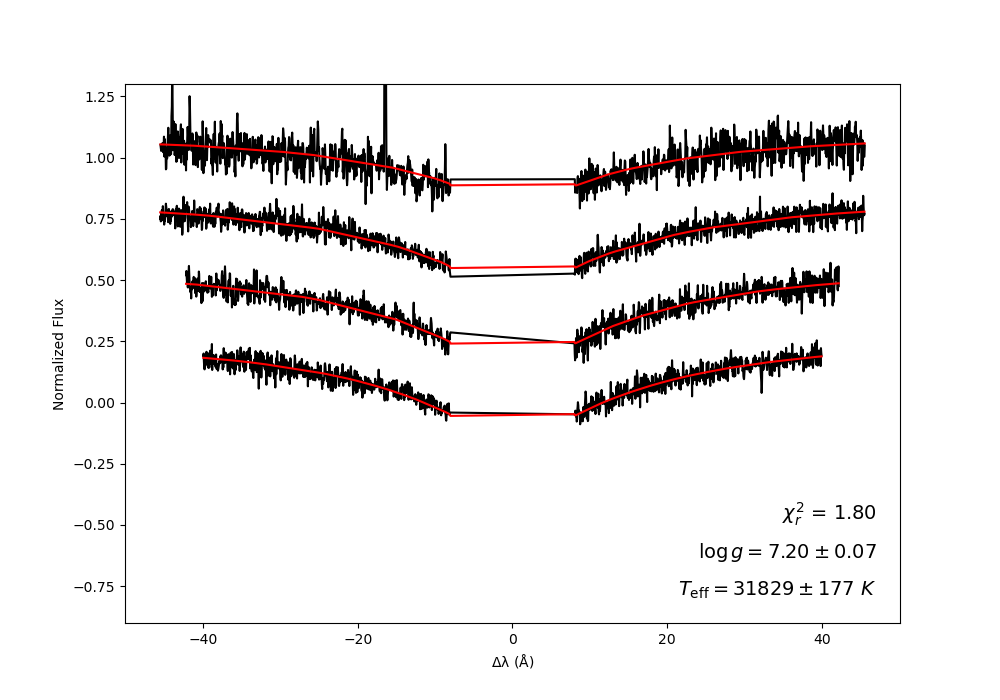 1.25
1.00
0.75
0.50
0.25
0.00
−0.25
−0.50
−0.75
Normalized Flux
χ²ᵣ = 1.80
log g = 7.20 ± 0.07
T_eff = 31829 ± 177 K
−40 −20 0 20 40
Δλ (Å)